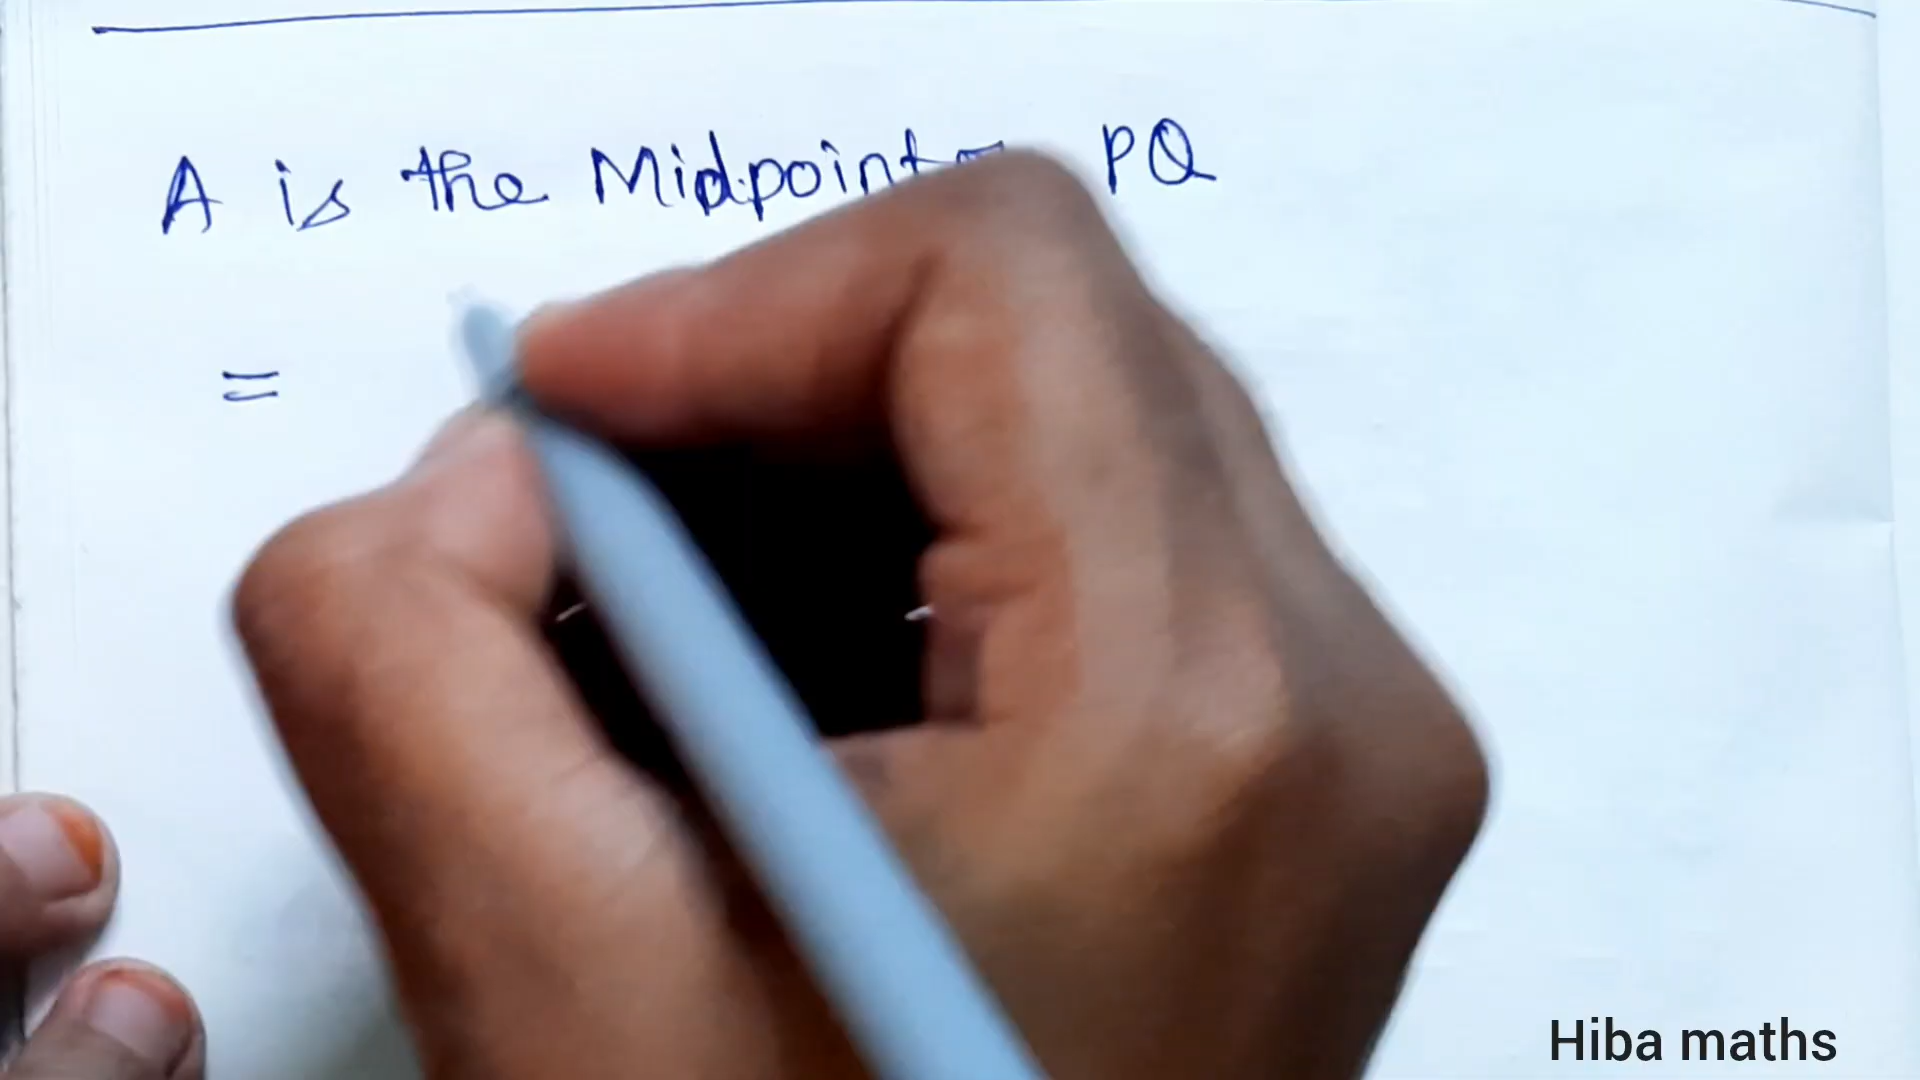 A is the Midpoint PQ
=
Hiba maths